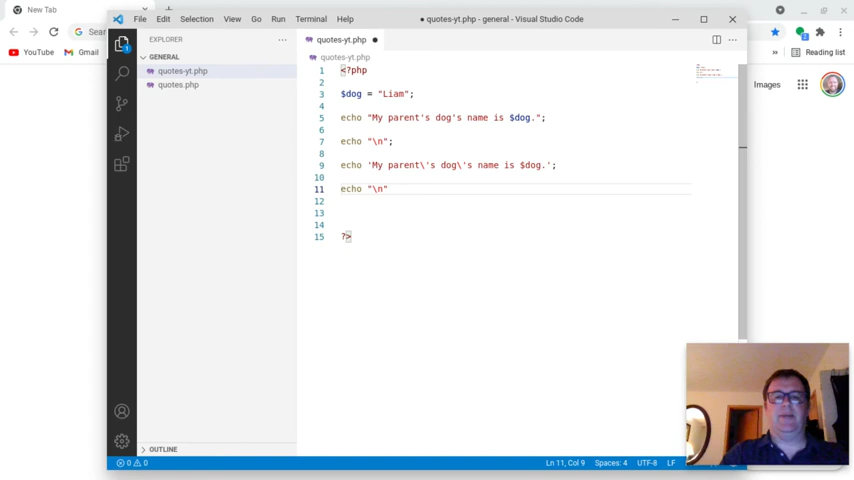 New Tab
Sear
YouTube
Gmail
Reading list
Images
File Edit Selection View Go Run Terminal Help
● quotes-yt.php - general - Visual Studio Code
EXPLORER
GENERAL
quotes-yt.php
quotes.php
OUTLINE
quotes-yt.php
quotes-yt.php
1 <?php
2
3 $dog = "Liam";
4
5 echo "My parent's dog's name is $dog.";
6
7 echo "\n";
8
9 echo 'My parent\'s dog\'s name is $dog.';
10
11 echo "\n"
12
13
14
15 ?>
0 0
Ln 11, Col 9 Spaces: 4 UTF-8 LF